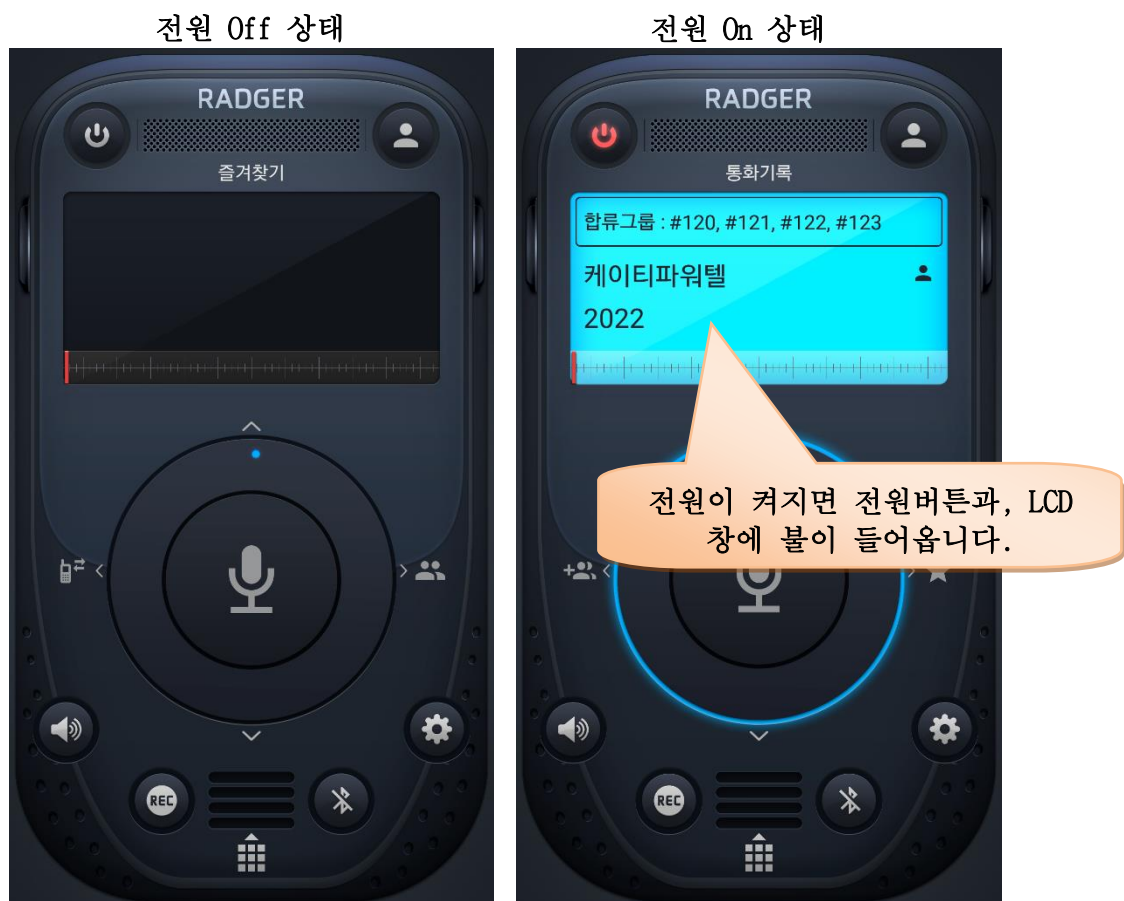 전원 Off 상태
RADGER
즐겨찾기
REC
전원 On 상태
RADGER
통화기록
합류그룹 : #120, #121, #122, #123
케이티파워텔
2022
전원이 켜지면 전원버튼과, LCD
창에 불이 들어옵니다.
REC